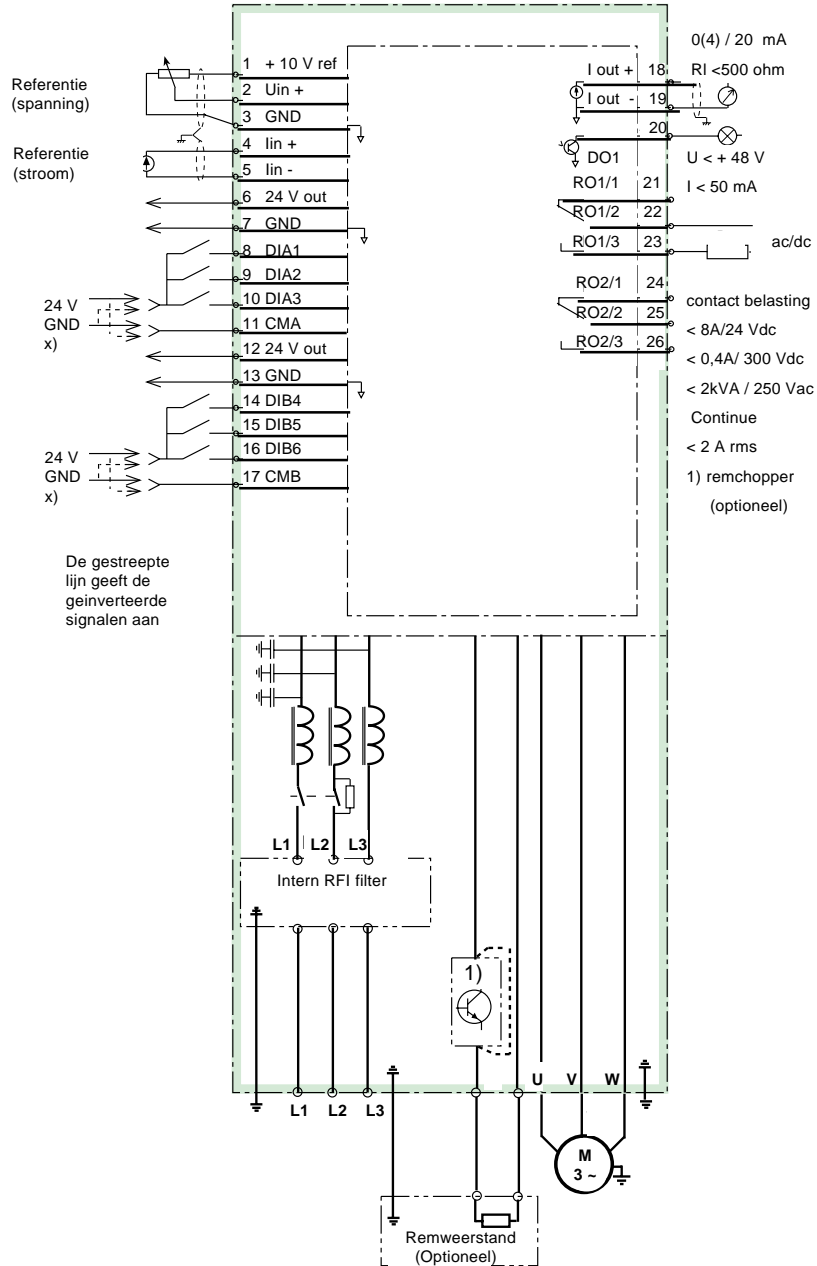 Referentie
(spanning)
Referentie
(stroom)
1 + 10 V ref
2 Uin +
3 GND
4 Iin +
5 Iin -
6 24 V out
7 GND
8 DIA1
9 DIA2
10 DIA3
11 CMA
12 24 V out
13 GND
14 DIB4
15 DIB5
16 DIB6
17 CMB
24 V
GND
x)
24 V
GND
x)
De gestreepte
lijn geeft de
geinverteerde
signalen aan
I out + 18
I out - 19
20
DO1
RO1/1 21
RO1/2 22
RO1/3 23
RO2/1 24
RO2/2 25
RO2/3 26
0(4) / 20 mA
RI <500 ohm
U < + 48 V
I < 50 mA
ac/dc
contact belasting
< 8A/24 Vdc
< 0,4A/ 300 Vdc
< 2kVA / 250 Vac
Continue
< 2 A rms
1) remchopper
(optioneel)
L1 L2 L3
Intern RFI filter
1)
L1 L2 L3
U V W
M
3 ~
Remweerstand
(Optioneel)